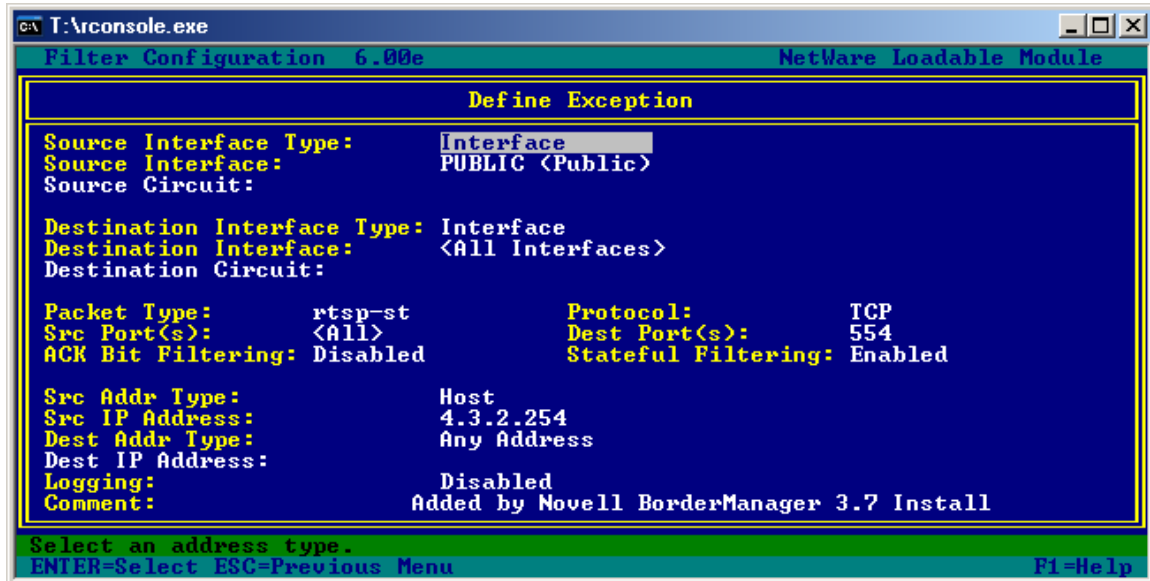 T:\rconsole.exe
Filter Configuration 6.00e NetWare Loadable Module
Define Exception
Source Interface Type: Interface
Source Interface: PUBLIC <Public>
Source Circuit:
Destination Interface Type: Interface
Destination Interface: <All Interfaces>
Destination Circuit:
Packet Type: rtsp-st Protocol: TCP
Src Port(s): <All> Dest Port(s): 554
ACK Bit Filtering: Disabled Stateful Filtering: Enabled
Src Addr Type: Host
Src IP Address: 4.3.2.254
Dest Addr Type: Any Address
Dest IP Address:
Logging: Disabled
Comment: Added by Novell BorderManager 3.7 Install
Select an address type.
ENTER=Select ESC=Previous Menu F1=Help